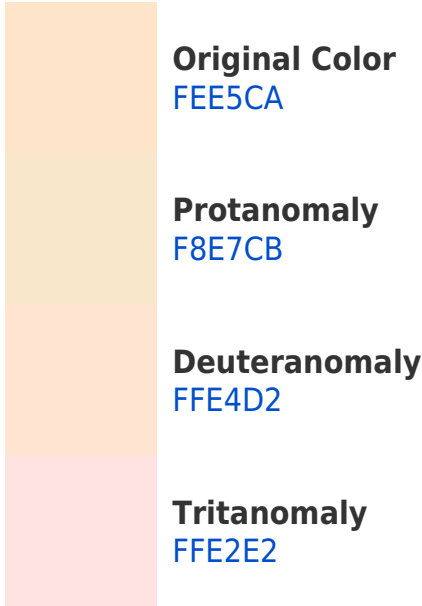 Original Color
FEE5CA
Protanomaly
F8E7CB
Deuteranomaly
FFE4D2
Tritanomaly
FFE2E2